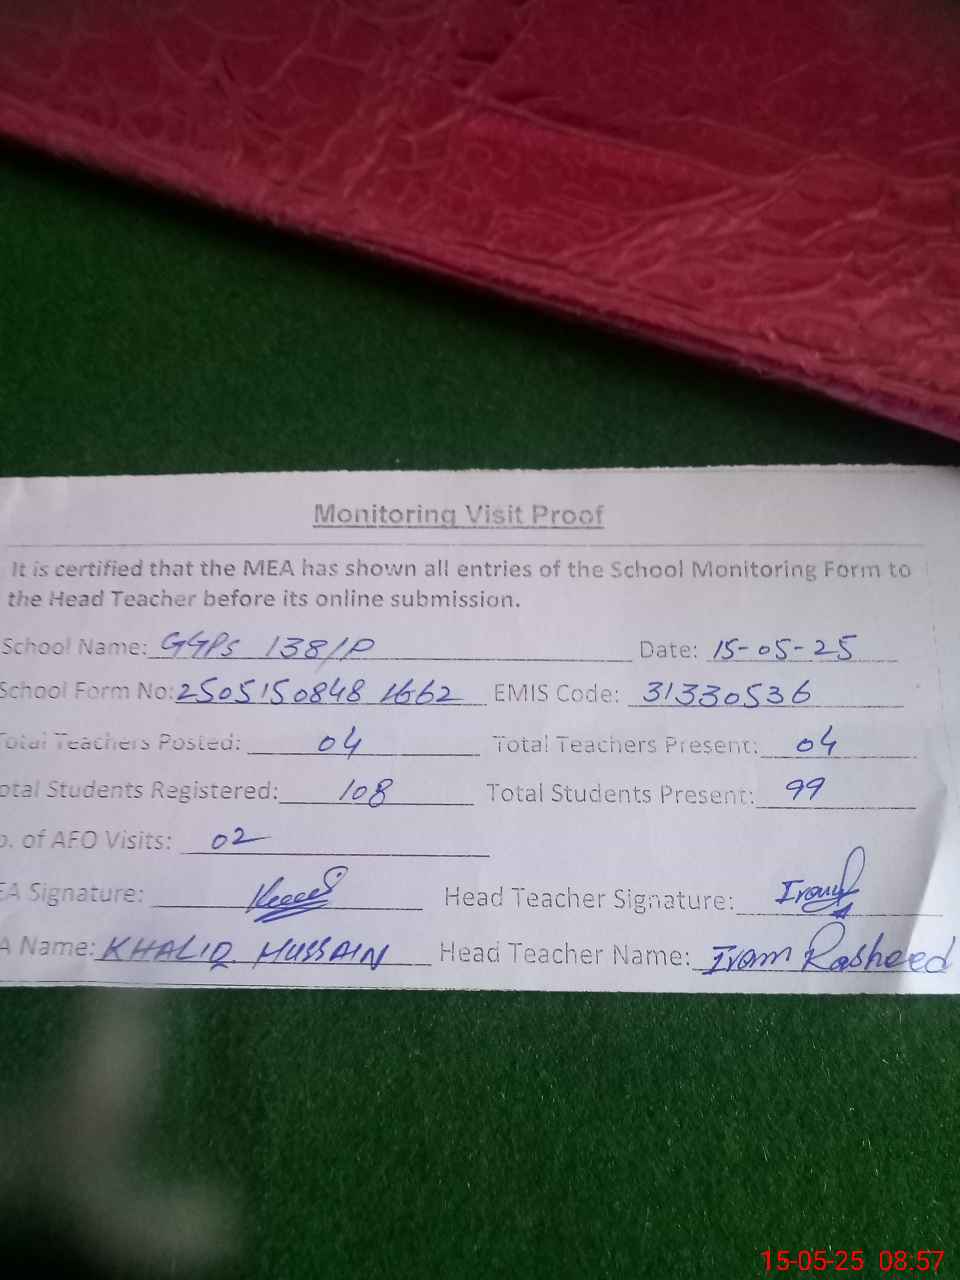 Monitoring Visit Proof
It is certified that the MEA has shown all entries of the School Monitoring Form to
the Head Teacher before its online submission.
School Name: GGPS 138/P Date: 15-05-25
School Form No: 2505150848 1662 EMIS Code: 31330536
Total Teachers Posted: 04 Total Teachers Present: 04
otal Students Registered: 108 Total Students Present: 99
o. of AEO Visits: 02
EA Signature: Head Teacher Signature: Iram
A Name: KHALIQ HUSSAIN Head Teacher Name: Iram Rasheed
15-05-25 08:57